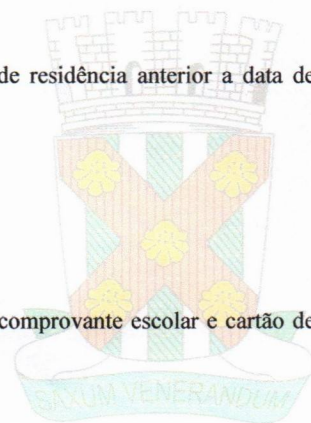 de residência anterior a data de
comprovante escolar e cartão de
SAXUM VENERANDUM